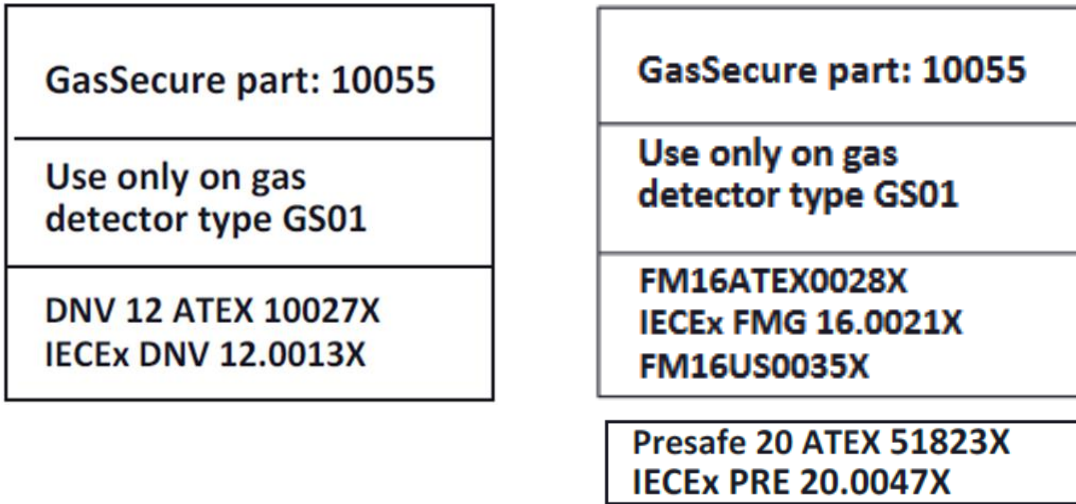 GasSecure part: 10055
Use only on gas
detector type GS01
DNV 12 ATEX 10027X
IECEx DNV 12.0013X
GasSecure part: 10055
Use only on gas
detector type GS01
FM16ATEX0028X
IECEx FMG 16.0021X
FM16US0035X
Presafe 20 ATEX 51823X
IECEx PRE 20.0047X